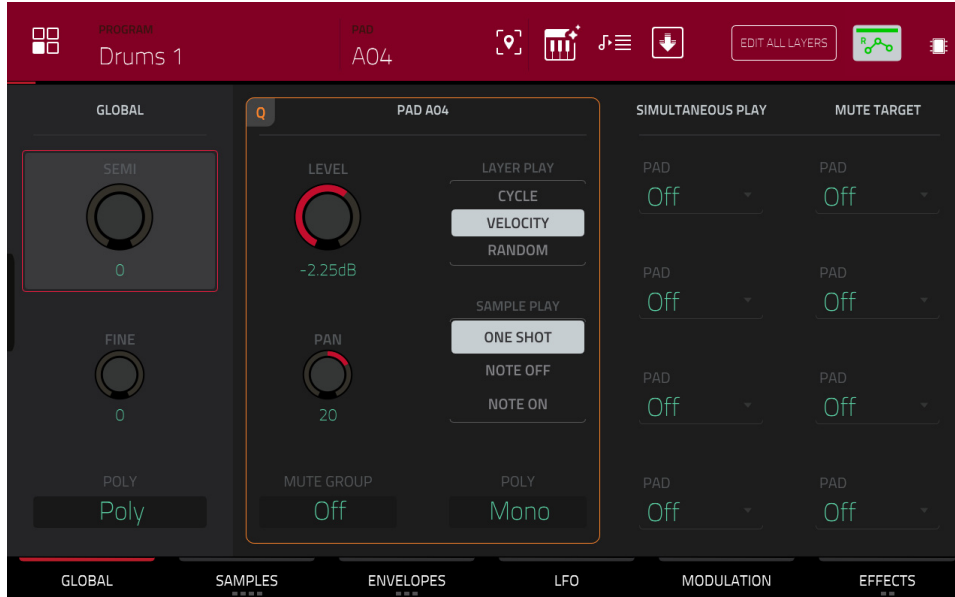 PROGRAM
Drums 1
PAD
A04
EDIT ALL LAYERS
R
GLOBAL
SEMI
0
FINE
0
POLY
Poly
Q
PAD A04
LEVEL
-2.25dB
PAN
20
MUTE GROUP
Off
LAYER PLAY
CYCLE
VELOCITY
RANDOM
SAMPLE PLAY
ONE SHOT
NOTE OFF
NOTE ON
POLY
Mono
SIMULTANEOUS PLAY
PAD
Off
PAD
Off
PAD
Off
PAD
Off
MUTE TARGET
PAD
Off
PAD
Off
PAD
Off
PAD
Off
GLOBAL
SAMPLES
ENVELOPES
LFO
MODULATION
EFFECTS